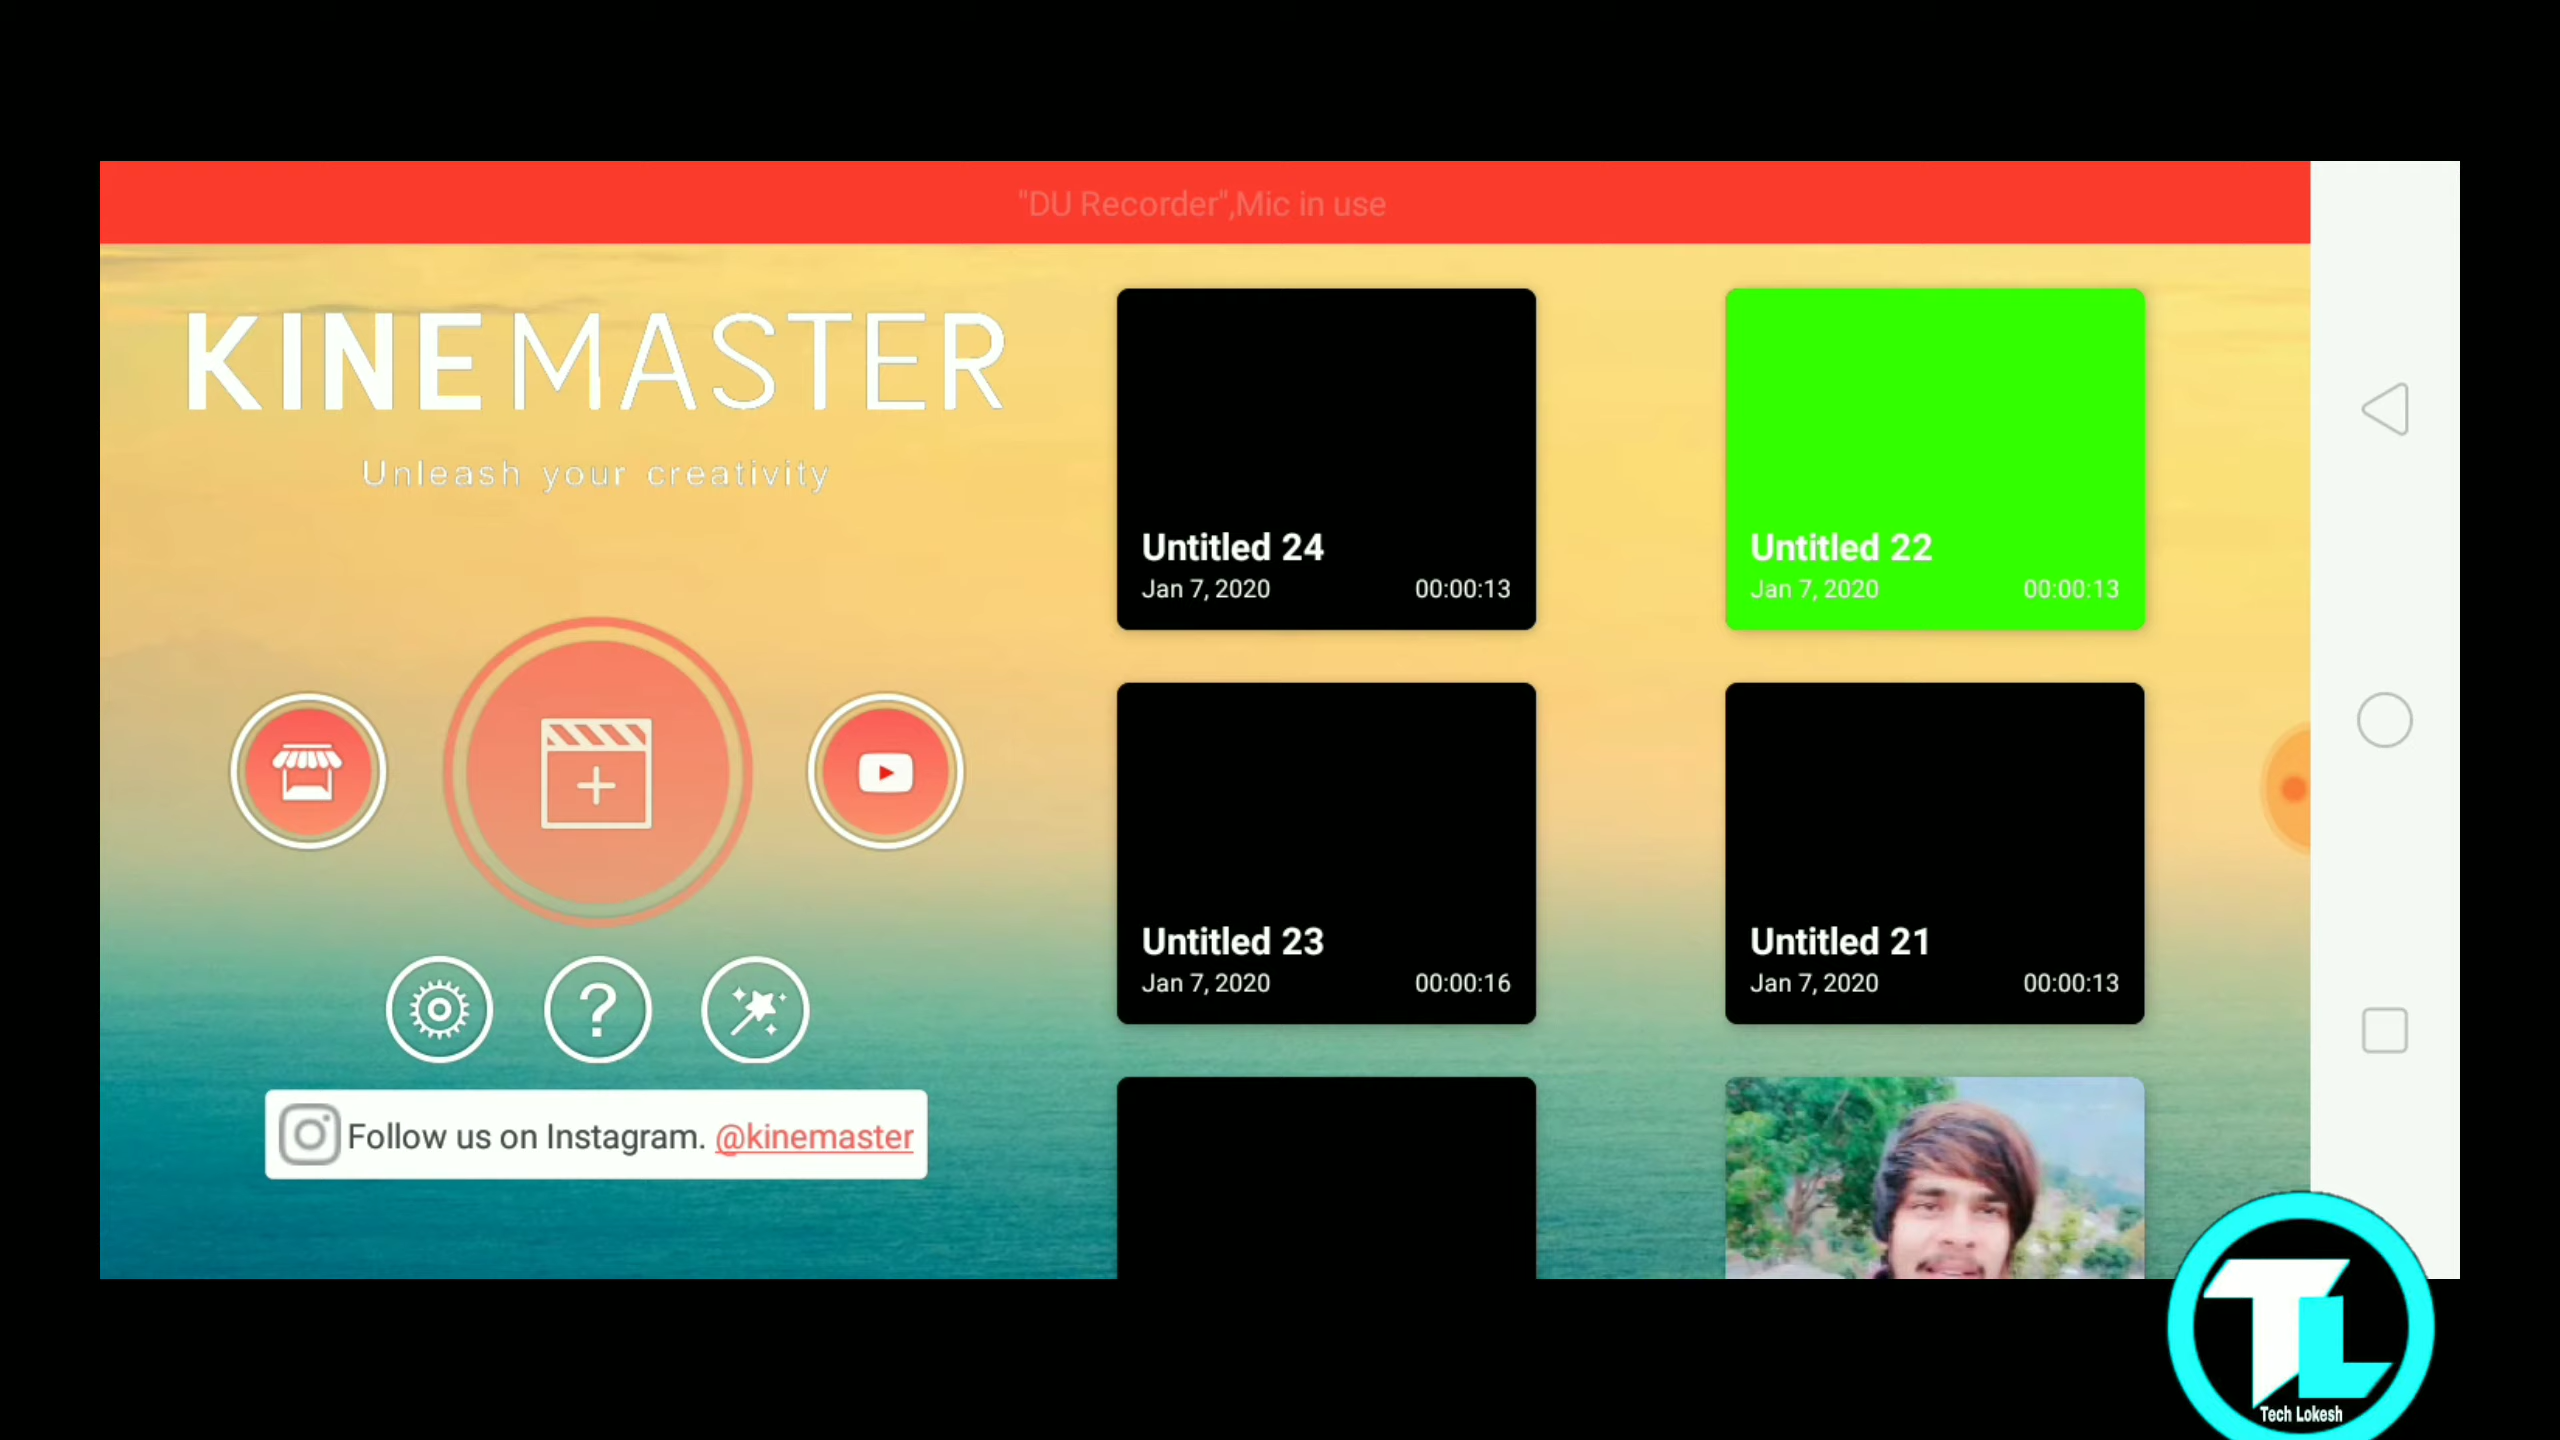 "DU Recorder",Mic in use
KINEMASTER
Unleash your creativity
Follow us on Instagram. @kinemaster
Untitled 24
Jan 7, 2020 00:00:13
Untitled 22
Jan 7, 2020 00:00:13
Untitled 23
Jan 7, 2020 00:00:16
Untitled 21
Jan 7, 2020 00:00:13
TL
Tech Lokesh